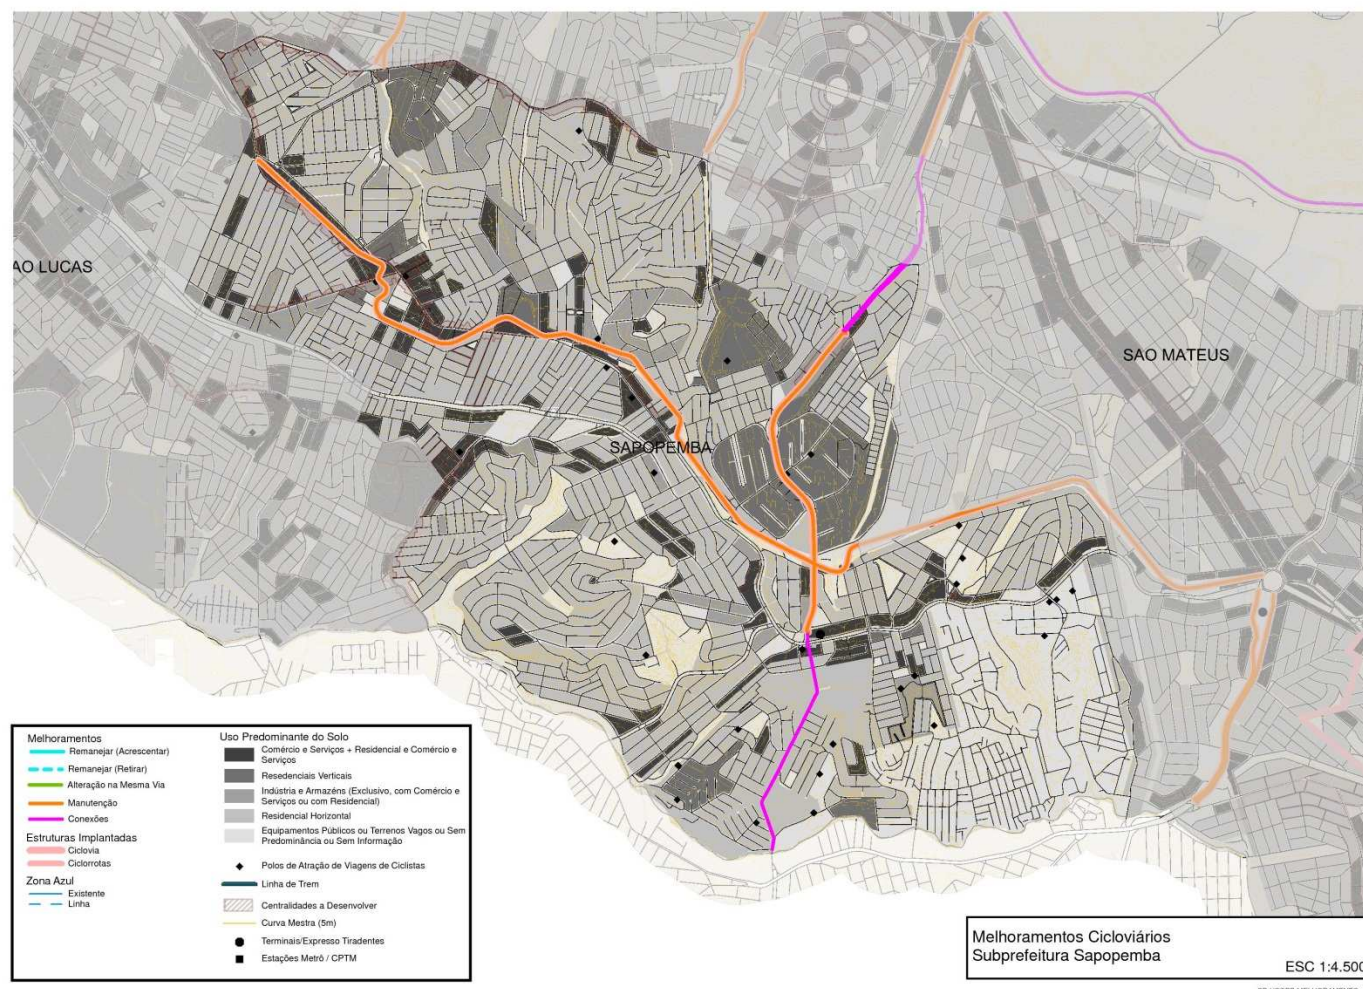 AO LUCAS
SAO MATEUS
SAPOPEMBA
Melhoramentos
Remanejar (Acrescentar)
Remanejar (Retirar)
Alteração na Mesma Via
Manutenção
Conexões
Estruturas Implantadas
Ciclovia
Ciclorrotas
Zona Azul
Existente
Linha
Uso Predominante do Solo
Comércio e Serviços + Residencial e Comércio e
Serviços
Resedenciais Verticais
Indústria e Armazéns (Exclusivo, com Comércio e
Serviços ou com Residencial)
Residencial Horizontal
Equipamentos Públicos ou Terrenos Vagos ou Sem
Predominância ou Sem Informação
Polos de Atração de Viagens de Ciclistas
Linha de Trem
Centralidades a Desenvolver
Curva Mestra (5m)
Terminais/Expresso Tiradentes
Estações Metrô / CPTM
Melhoramentos Cicloviários
Subprefeitura Sapopemba
ESC 1:4.500